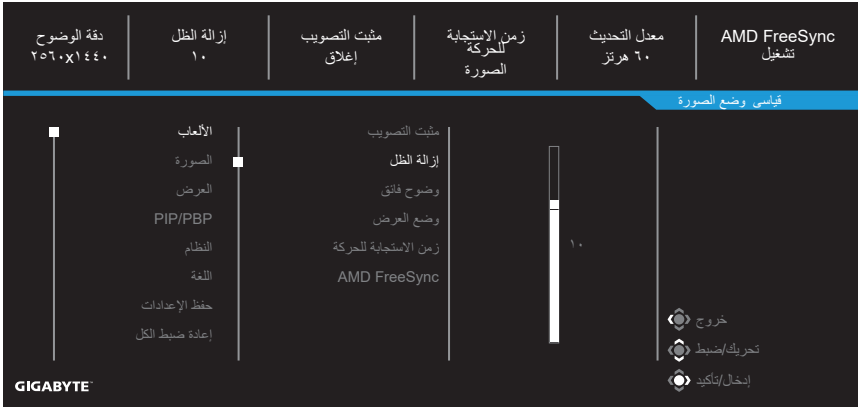 AMD FreeSync
تشغيل
معدل التحديث
٦٠ هرتز
زمن الاستجابة
للحركة
الصورة
مثبت التصويب
إغلاق
إزالة الظل
١٠
دقة الوضوح
٢٥٦٠x١٤٤٠
قياسي وضع الصورة
الألعاب
الصورة
العرض
PIP/PBP
النظام
اللغة
حفظ الإعدادات
إعادة ضبط الكل
مثبت التصويب
إزالة الظل
وضوح فائق
وضع العرض
زمن الاستجابة للحركة
AMD FreeSync
١٠
خروج
تحريك/ضبط
إدخال/تأكيد
GIGABYTE™